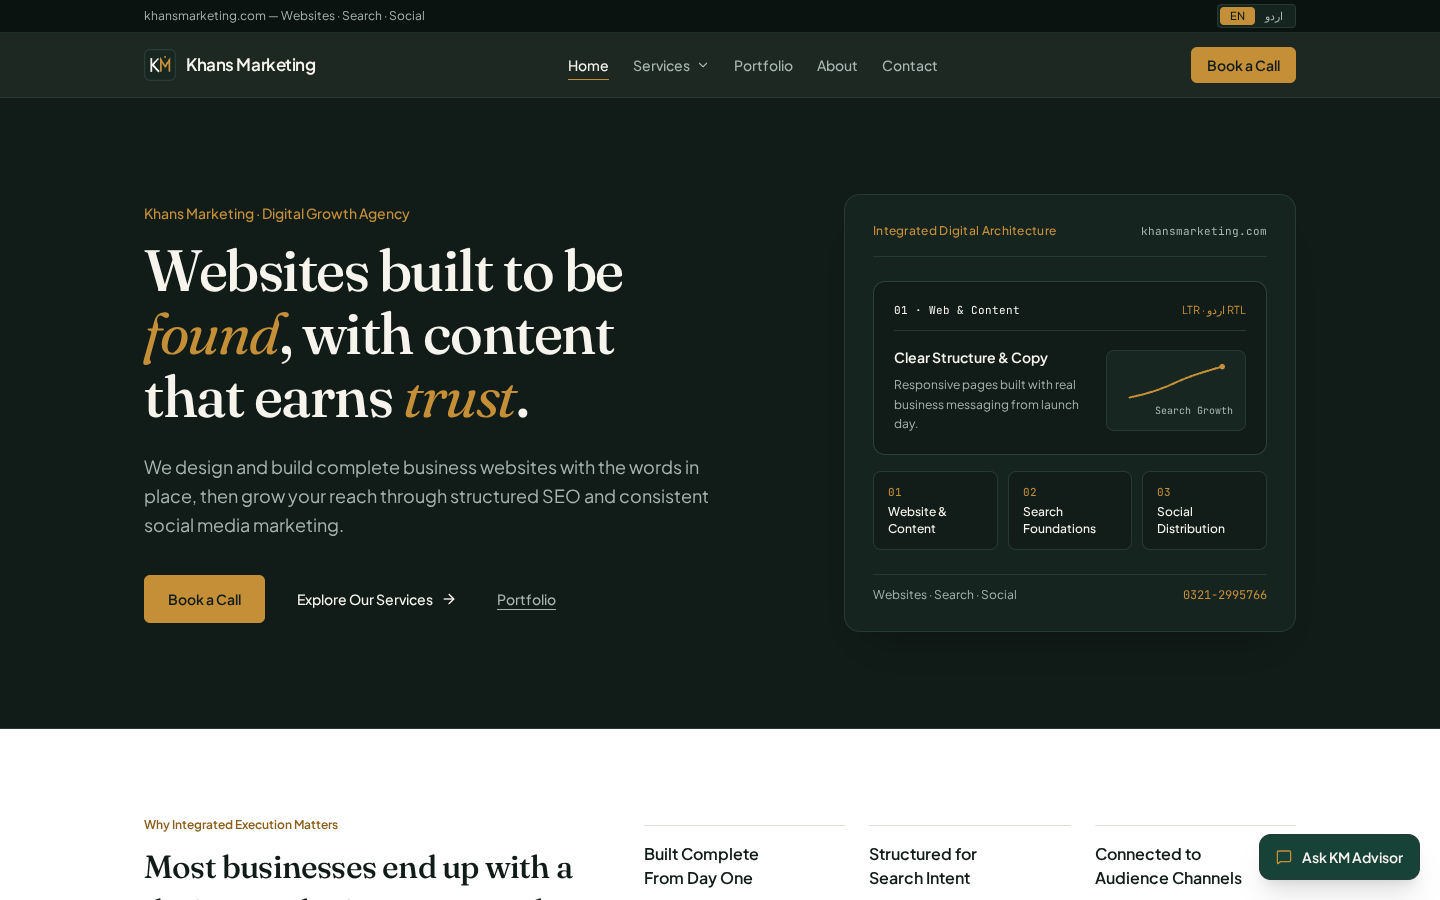 khansmarketing.com — Websites · Search · Social
EN اردو
KM Khans Marketing
Home Services Portfolio About Contact
Book a Call
Khans Marketing · Digital Growth Agency
Websites built to be
found, with content
that earns trust.
We design and build complete business websites with the words in
place, then grow your reach through structured SEO and consistent
social media marketing.
Book a Call Explore Our Services → Portfolio
Integrated Digital Architecture khansmarketing.com
01 · Web & Content LTR · اردو RTL
Clear Structure & Copy
Responsive pages built with real
business messaging from launch
day.
Search Growth
01
Website &
Content
02
Search
Foundations
03
Social
Distribution
Websites · Search · Social 0321-2995766
Why Integrated Execution Matters
Most businesses end up with a
Built Complete
From Day One
Structured for
Search Intent
Connected to
Audience Channels
Ask KM Advisor